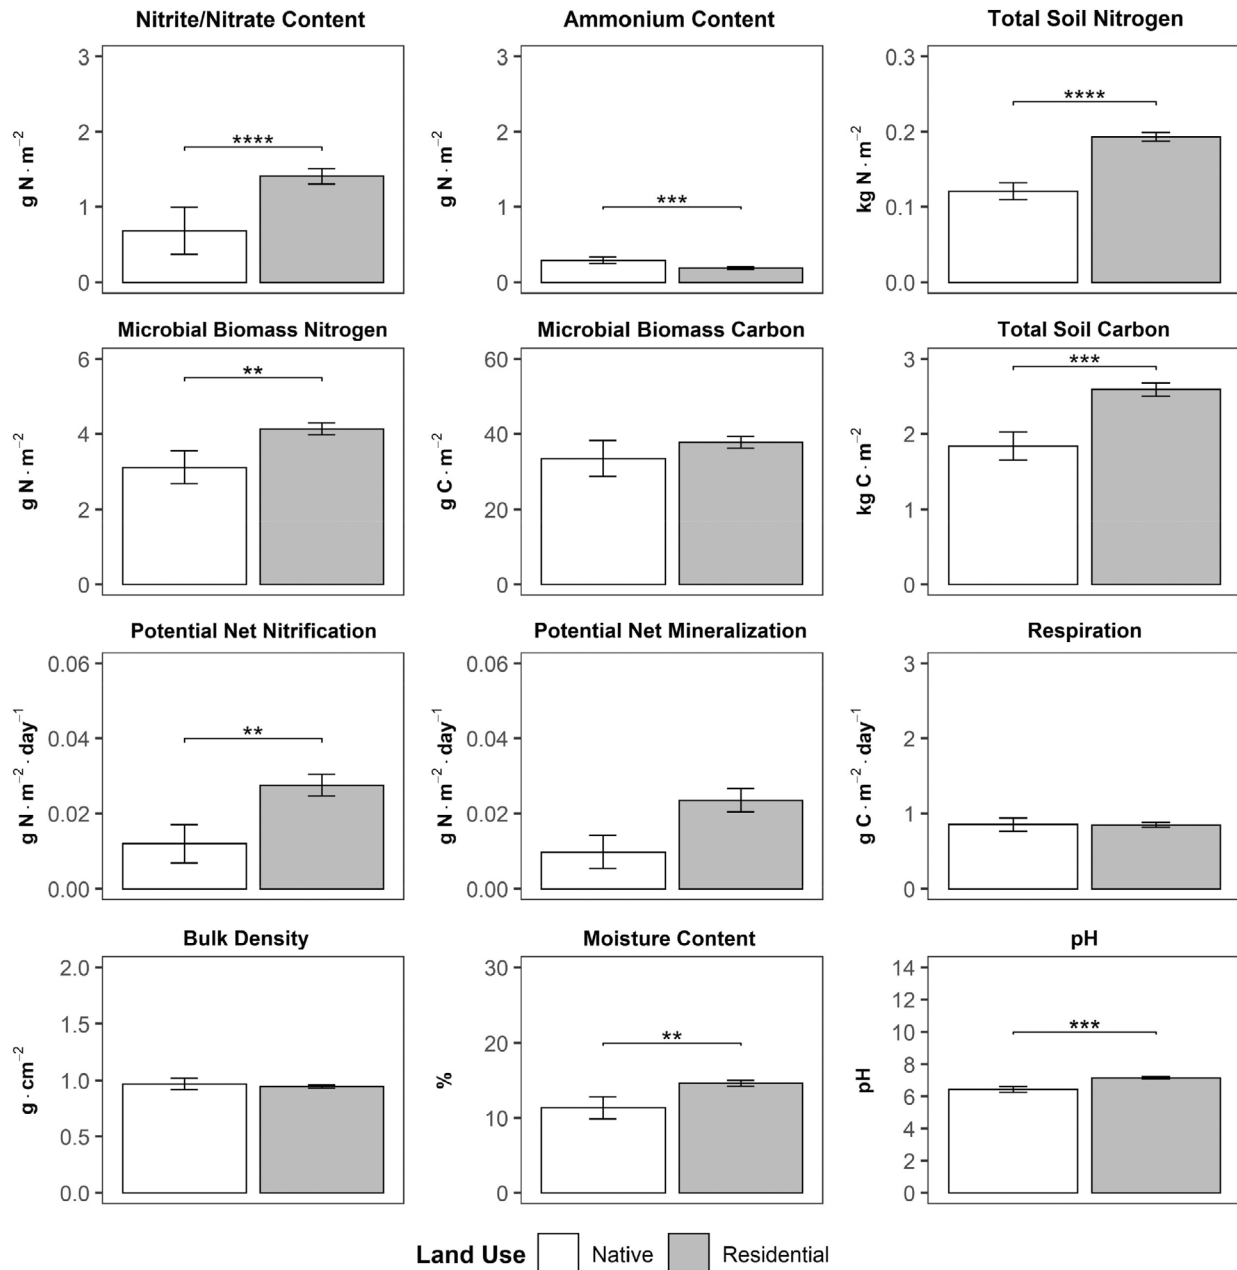 Nitrite/Nitrate Content
Ammonium Content
Total Soil Nitrogen
g N · m⁻²
3
2
1
0
****
g N · m⁻²
3
2
1
0
***
kg N · m⁻²
0.3
0.2
0.1
0.0
****
Microbial Biomass Nitrogen
Microbial Biomass Carbon
Total Soil Carbon
g N · m⁻²
6
4
2
0
**
g C · m⁻²
60
40
20
0
kg C · m⁻²
3
2
1
0
***
Potential Net Nitrification
Potential Net Mineralization
Respiration
g N · m⁻² · day⁻¹
0.06
0.04
0.02
0.00
**
g N · m⁻² · day⁻¹
0.06
0.04
0.02
0.00
g C · m⁻² · day⁻¹
3
2
1
0
Bulk Density
Moisture Content
pH
g · cm⁻²
2.0
1.5
1.0
0.5
0.0
%
30
20
10
0
**
pH
14
12
10
8
6
4
2
0
***
Land Use Native Residential